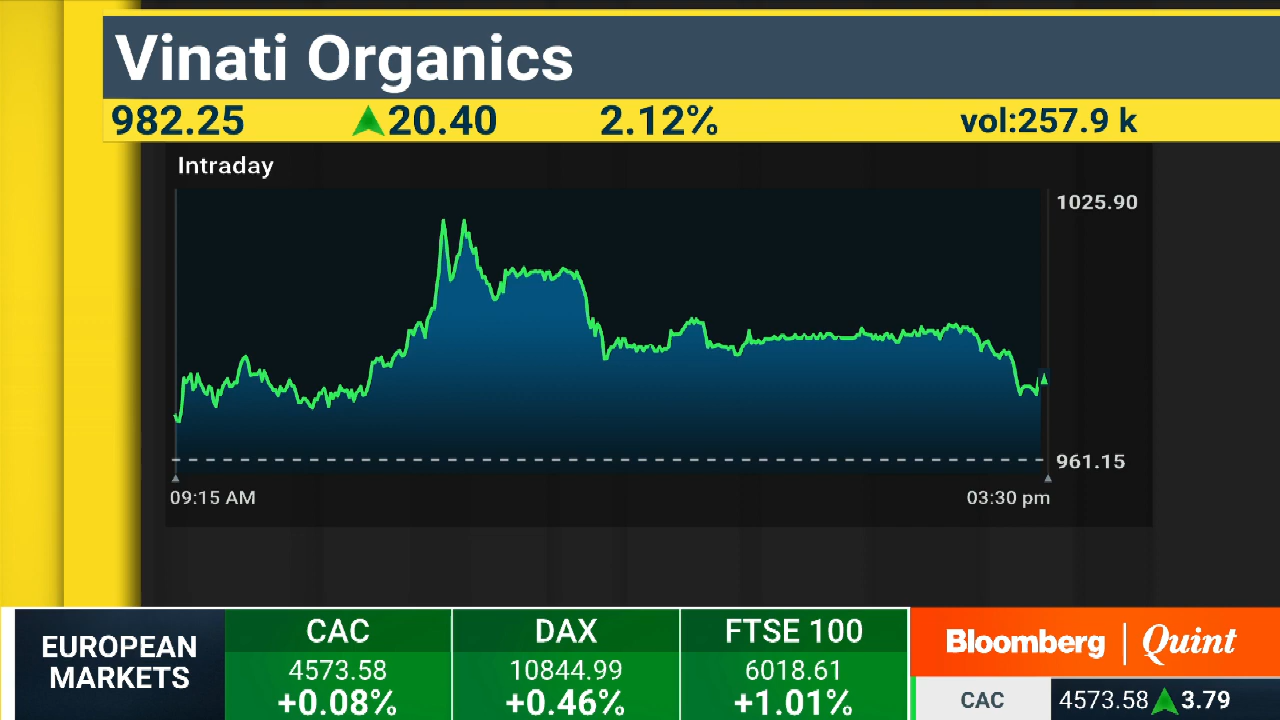 Vinati Organics
982.25 20.40 2.12% vol:257.9 k
Intraday
1025.90
961.15
09:15 AM 03:30 pm
EUROPEAN
MARKETS
CAC
4573.58
+0.08%
DAX
10844.99
+0.46%
FTSE 100
6018.61
+1.01%
Bloomberg | Quint
CAC 4573.58 3.79